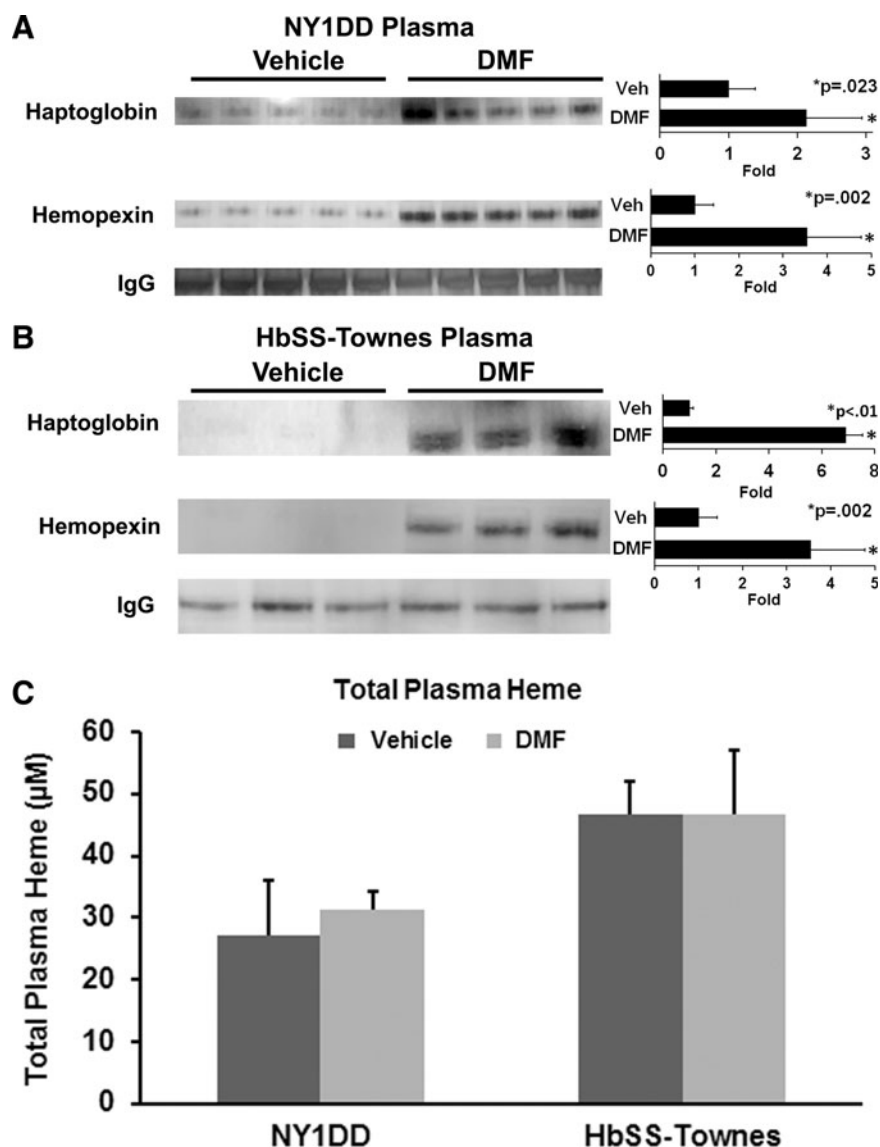 A
NY1DD Plasma
Vehicle DMF
Haptoglobin
Veh
DMF
*p=.023
*
0 1 2 3
Fold
Hemopexin
Veh
DMF
*p=.002
*
0 1 2 3 4 5
Fold
IgG
B
HbSS-Townes Plasma
Vehicle DMF
Haptoglobin
Veh
DMF
*p<.01
*
0 2 4 6 8
Fold
Hemopexin
Veh
DMF
*p=.002
*
0 1 2 3 4 5
Fold
IgG
C
Total Plasma Heme
Vehicle DMF
Total Plasma Heme (µM)
60
50
40
30
20
10
0
NY1DD HbSS-Townes